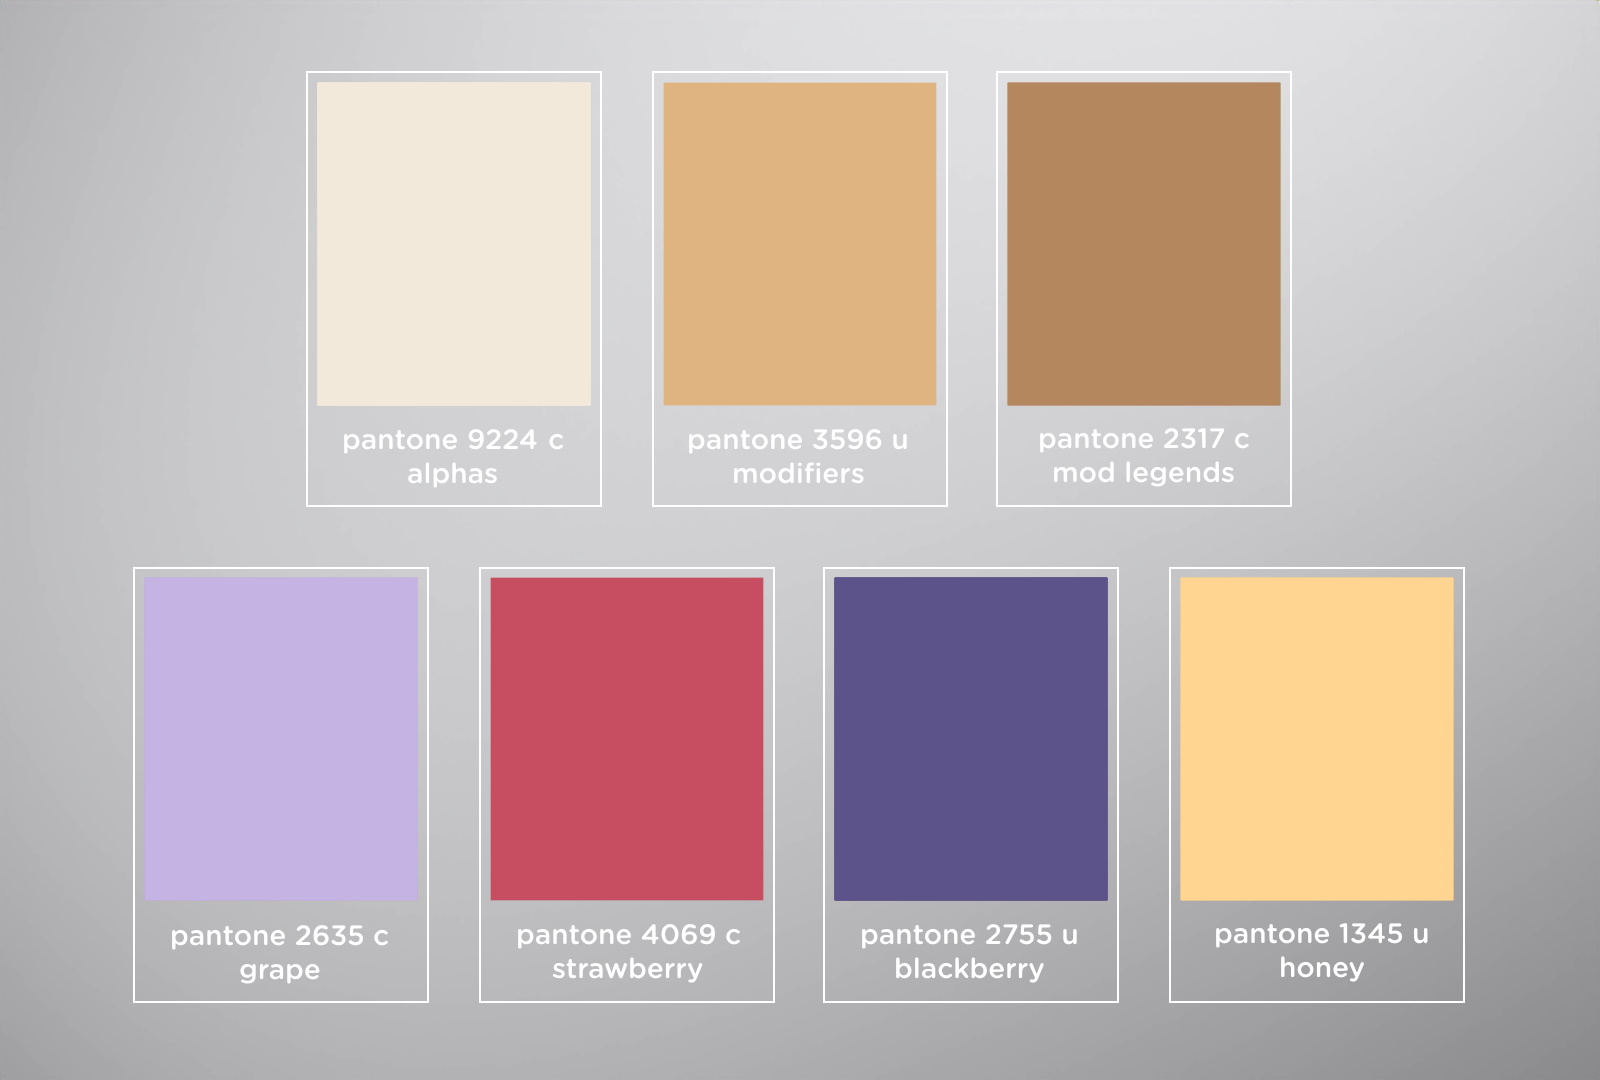 pantone 9224 c
alphas
pantone 3596 u
modifiers
pantone 2317 c
mod legends
pantone 2635 c
grape
pantone 4069 c
strawberry
pantone 2755 u
blackberry
pantone 1345 u
honey